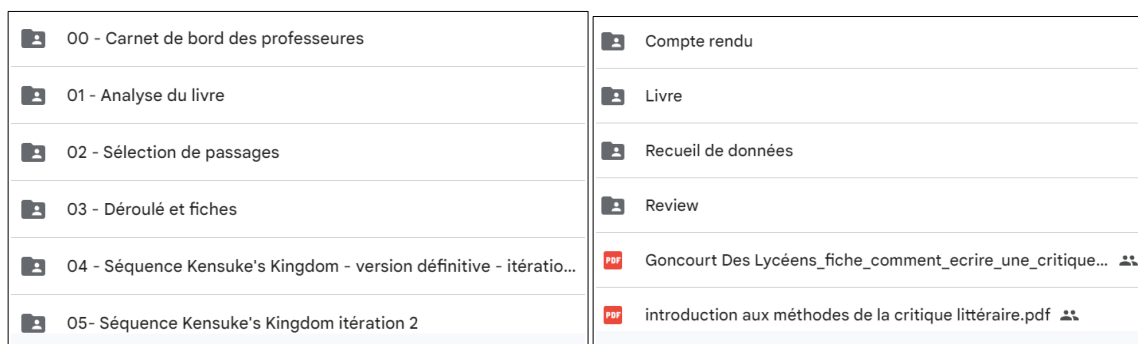 00 - Carnet de bord des professeures
01 - Analyse du livre
02 - Sélection de passages
03 - Déroulé et fiches
04 - Séquence Kensuke's Kingdom - version définitive - itératio...
05- Séquence Kensuke's Kingdom itération 2
Compte rendu
Livre
Recueil de données
Review
PDF Goncourt Des Lycéens_fiche_comment_ecrire_une_critique...
PDF introduction aux méthodes de la critique littéraire.pdf